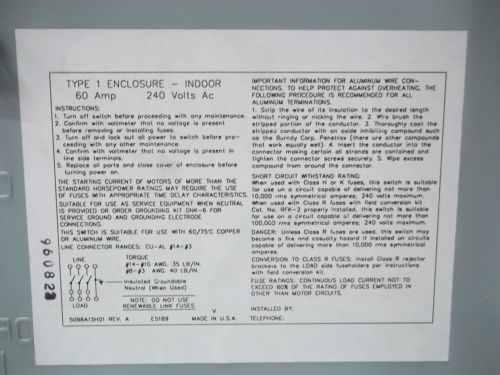 TYPE 1 ENCLOSURE - INDOOR
60 Amp 240 Volts Ac
INSTRUCTIONS:
1. Turn off switch before proceeding with any maintenance.
2. Confirm with voltmeter that no voltage is present
before removing or installing fuses.
3. Turn off and lock out all power to switch before pro-
ceeding with any other maintenance.
4. Confirm with voltmeter that no voltage is present in
line side terminals.
5. Replace all parts and close cover of enclosure before
turning power on.
THE STARTING CURRENT OF MOTORS OF MORE THAN THE
STANDARD HORSEPOWER RATINGS MAY REQUIRE THE USE
OF FUSES WITH APPROPRIATE TIME DELAY CHARACTERISTICS.
SUITABLE FOR USE AS SERVICE EQUIPMENT WHEN NEUTRAL
IS PROVIDED OR ORDER GROUNDING KIT GNK-6 FOR
SERVICE GROUND AND GROUNDING ELECTRODE
CONNECTIONS.
THIS SWITCH IS SUITABLE FOR USE WITH 60/75°C COPPER
OR ALUMINUM WIRE.
LINE CONNECTOR RANGES: CU-AL #14-#3
LINE
TORQUE
#14-#10 AWG. 35 LB/IN.
#8-#3 AWG 40 LB/IN.
Insulated Groundable
Neutral (When Used)
LOAD
NOTE: DO NOT USE
RENEWABLE LINK FUSES
5098A15H01 REV. A E5189 MADE IN U.S.A.
V
IMPORTANT INFORMATION FOR ALUMINUM WIRE CON-
NECTIONS. TO HELP PROTECT AGAINST OVERHEATING, THE
FOLLOWING PROCEDURE IS RECOMMENDED FOR ALL
ALUMINUM TERMINATIONS.
1. Strip the wire of its insulation to the desired length
without ringing or nicking the wire. 2. Wire brush the
stripped portion of the conductor. 3. Thoroughly coat the
stripped conductor with an oxide inhibiting compound such
as the Burndy Corp. Penetrox (there are other compounds
that work equally well). 4. Insert the conductor into the
connector making certain all strands are contained and
tighten the connector screws securely. 5. Wipe excess
compound from around the connector.
SHORT CIRCUIT WITHSTAND RATING:
When used with Class H or K fuses, this switch is suitable
for use on a circuit capable of delivering not more than
10,000 rms symmetrical amperes; 240 volts maximum.
When used with Class R fuses with field conversion kit
Cat. No. RFK-2 properly installed, this switch is suitable
for use on a circuit capable of delivering not more than
100,000 rms symmetrical amperes; 240 volts maximum.
DANGER: Unless Class R fuses are used, this switch may
become a fire and casualty hazard if installed on circuits
capable of delivering more than 10,000 rms symmetrical
amperes.
CONVERSION TO CLASS R FUSES: Install Class R rejector
brackets to the LOAD side fuseholders per instructions
with field conversion kit.
FUSE RATINGS: CONTINUOUS LOAD CURRENT NOT TO
EXCEED 80% OF THE RATING OF FUSES EMPLOYED IN
OTHER THAN MOTOR CIRCUITS.
INSTALLED BY:
TELEPHONE: